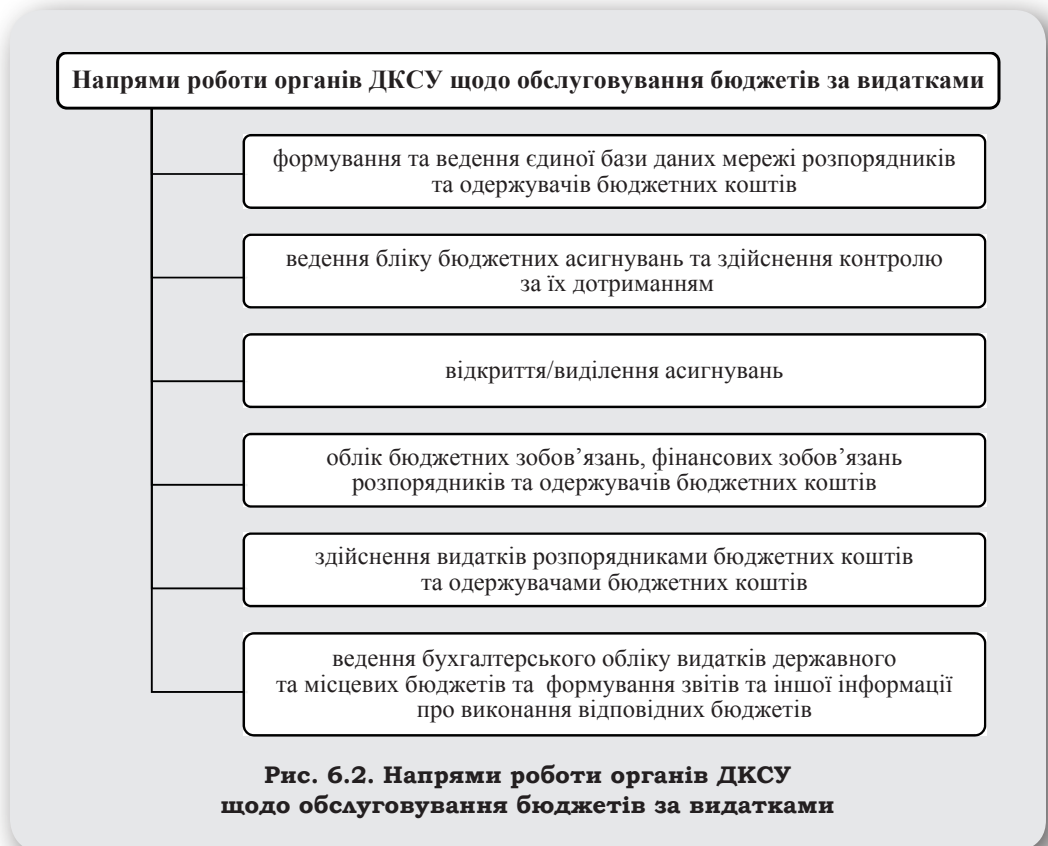 Напрями роботи органів ДКСУ щодо обслуговування бюджетів за видатками
формування та ведення єдиної бази даних мережі розпорядників
та одержувачів бюджетних коштів
ведення бліку бюджетних асигнувань та здійснення контролю
за їх дотриманням
відкриття/виділення асигнувань
облік бюджетних зобов’язань, фінансових зобов’язань
розпорядників та одержувачів бюджетних коштів
здійснення видатків розпорядниками бюджетних коштів
та одержувачами бюджетних коштів
ведення бухгалтерського обліку видатків державного
та місцевих бюджетів та формування звітів та іншої інформації
про виконання відповідних бюджетів
Рис. 6.2. Напрями роботи органів ДКСУ
щодо обслуговування бюджетів за видатками